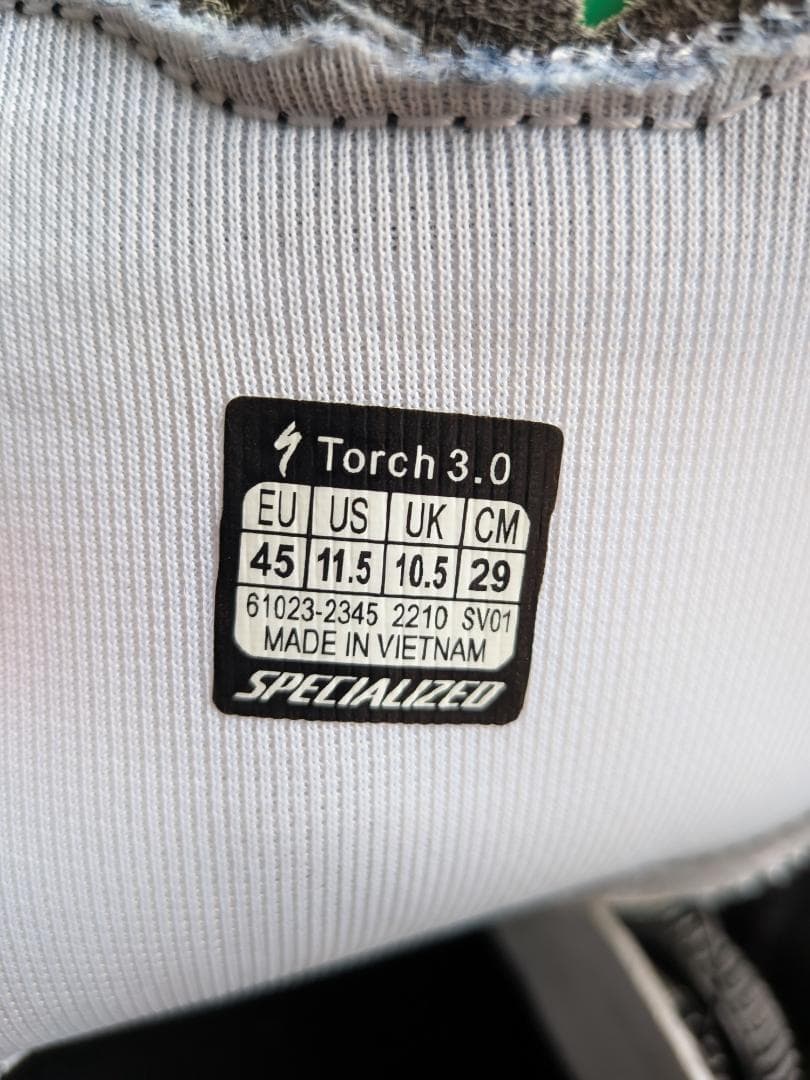 Torch 3.0
EU US UK CM
45 11.5 10.5 29
61023-2345 2210 SV01
MADE IN VIETNAM
SPECIALIZED